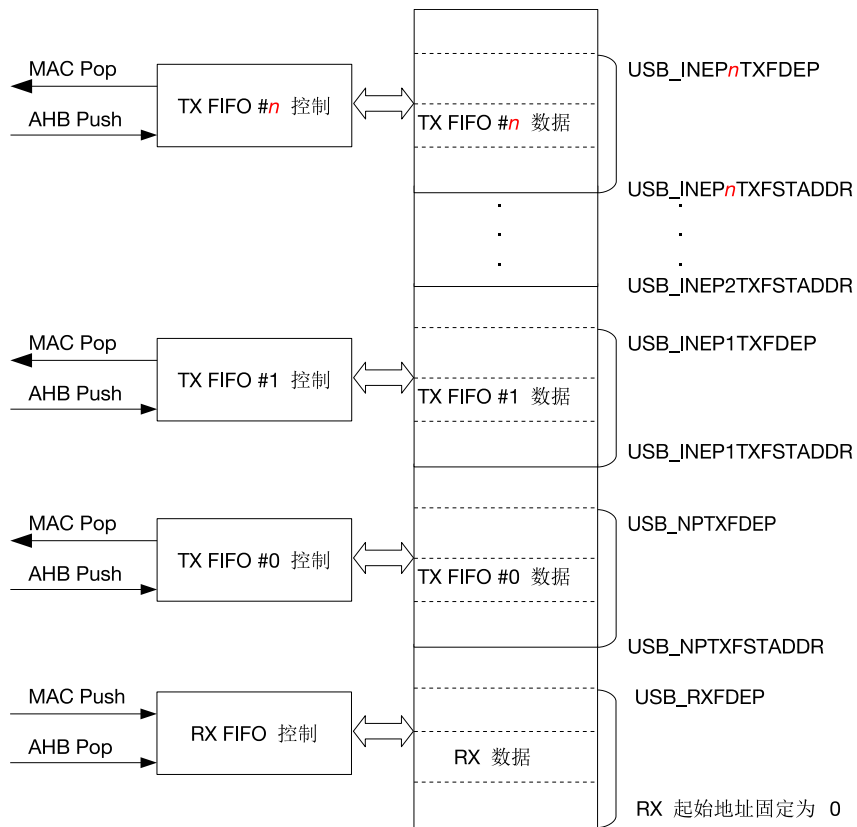 MAC Pop
AHB Push
TX FIFO #n 控制
TX FIFO #n 数据
USB_INEPnTXFDEP
USB_INEPnTXFSTADDR
USB_INEP2TXFSTADDR
MAC Pop
AHB Push
TX FIFO #1 控制
TX FIFO #1 数据
USB_INEP1TXFDEP
USB_INEP1TXFSTADDR
MAC Pop
AHB Push
TX FIFO #0 控制
TX FIFO #0 数据
USB_NPTXFDEP
USB_NPTXFSTADDR
MAC Push
AHB Pop
RX FIFO 控制
RX 数据
USB_RXFDEP
RX 起始地址固定为 0